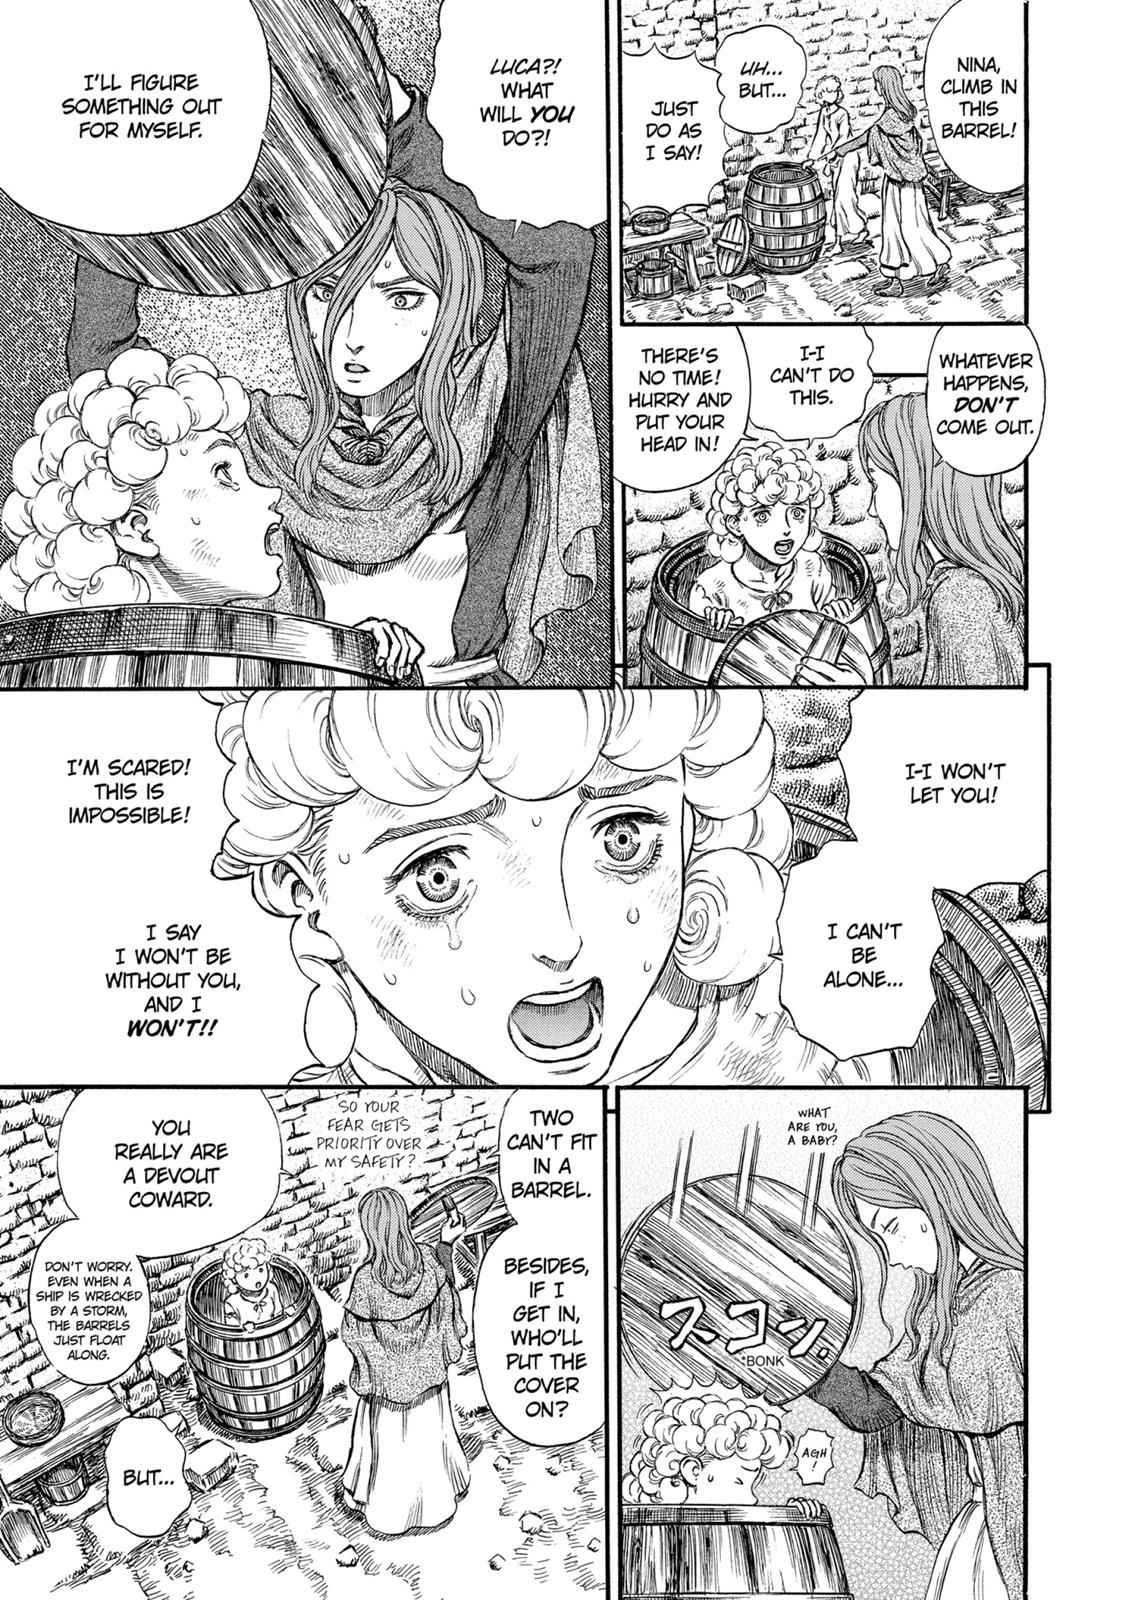 NINA,
CLIMB IN
THIS
BARREL!
UH...
BUT...
JUST
DO AS
I SAY!
WHATEVER
HAPPENS,
DON'T
COME OUT.
I-I
CAN'T DO
THIS.
THERE'S
NO TIME!
HURRY AND
PUT YOUR
HEAD IN!
LUCA?!
WHAT
WILL YOU
DO?!
I'LL FIGURE
SOMETHING OUT
FOR MYSELF.
I-I WON'T
LET YOU!
I CAN'T
BE
ALONE...
I'M SCARED!
THIS IS
IMPOSSIBLE!
I SAY
I WON'T BE
WITHOUT YOU,
AND I
WON'T!!
WHAT
ARE YOU,
A BABY?
スコン.
*BONK
AGH
!
TWO
CAN'T FIT
IN A
BARREL.
BESIDES,
IF I
GET IN,
WHO'LL
PUT THE
COVER
ON?
SO YOUR
FEAR GETS
PRIORITY OVER
MY SAFETY?
YOU
REALLY ARE
A DEVOUT
COWARD.
DON'T WORRY.
EVEN WHEN A
SHIP IS WRECKED
BY A STORM,
THE BARRELS
JUST FLOAT
ALONG.
BUT...